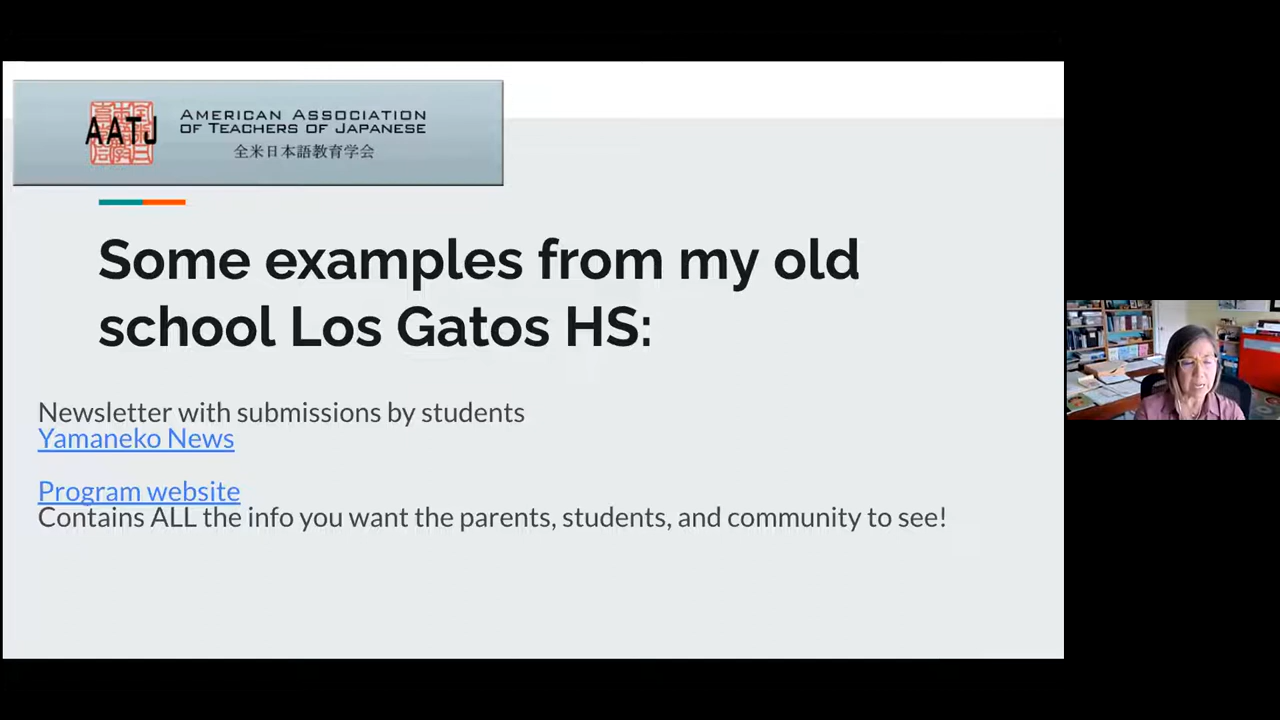 AATJ
AMERICAN ASSOCIATION
OF TEACHERS OF JAPANESE
全米日本語教育学会
Some examples from my old
school Los Gatos HS:
Newsletter with submissions by students
Yamaneko News
Program website
Contains ALL the info you want the parents, students, and community to see!